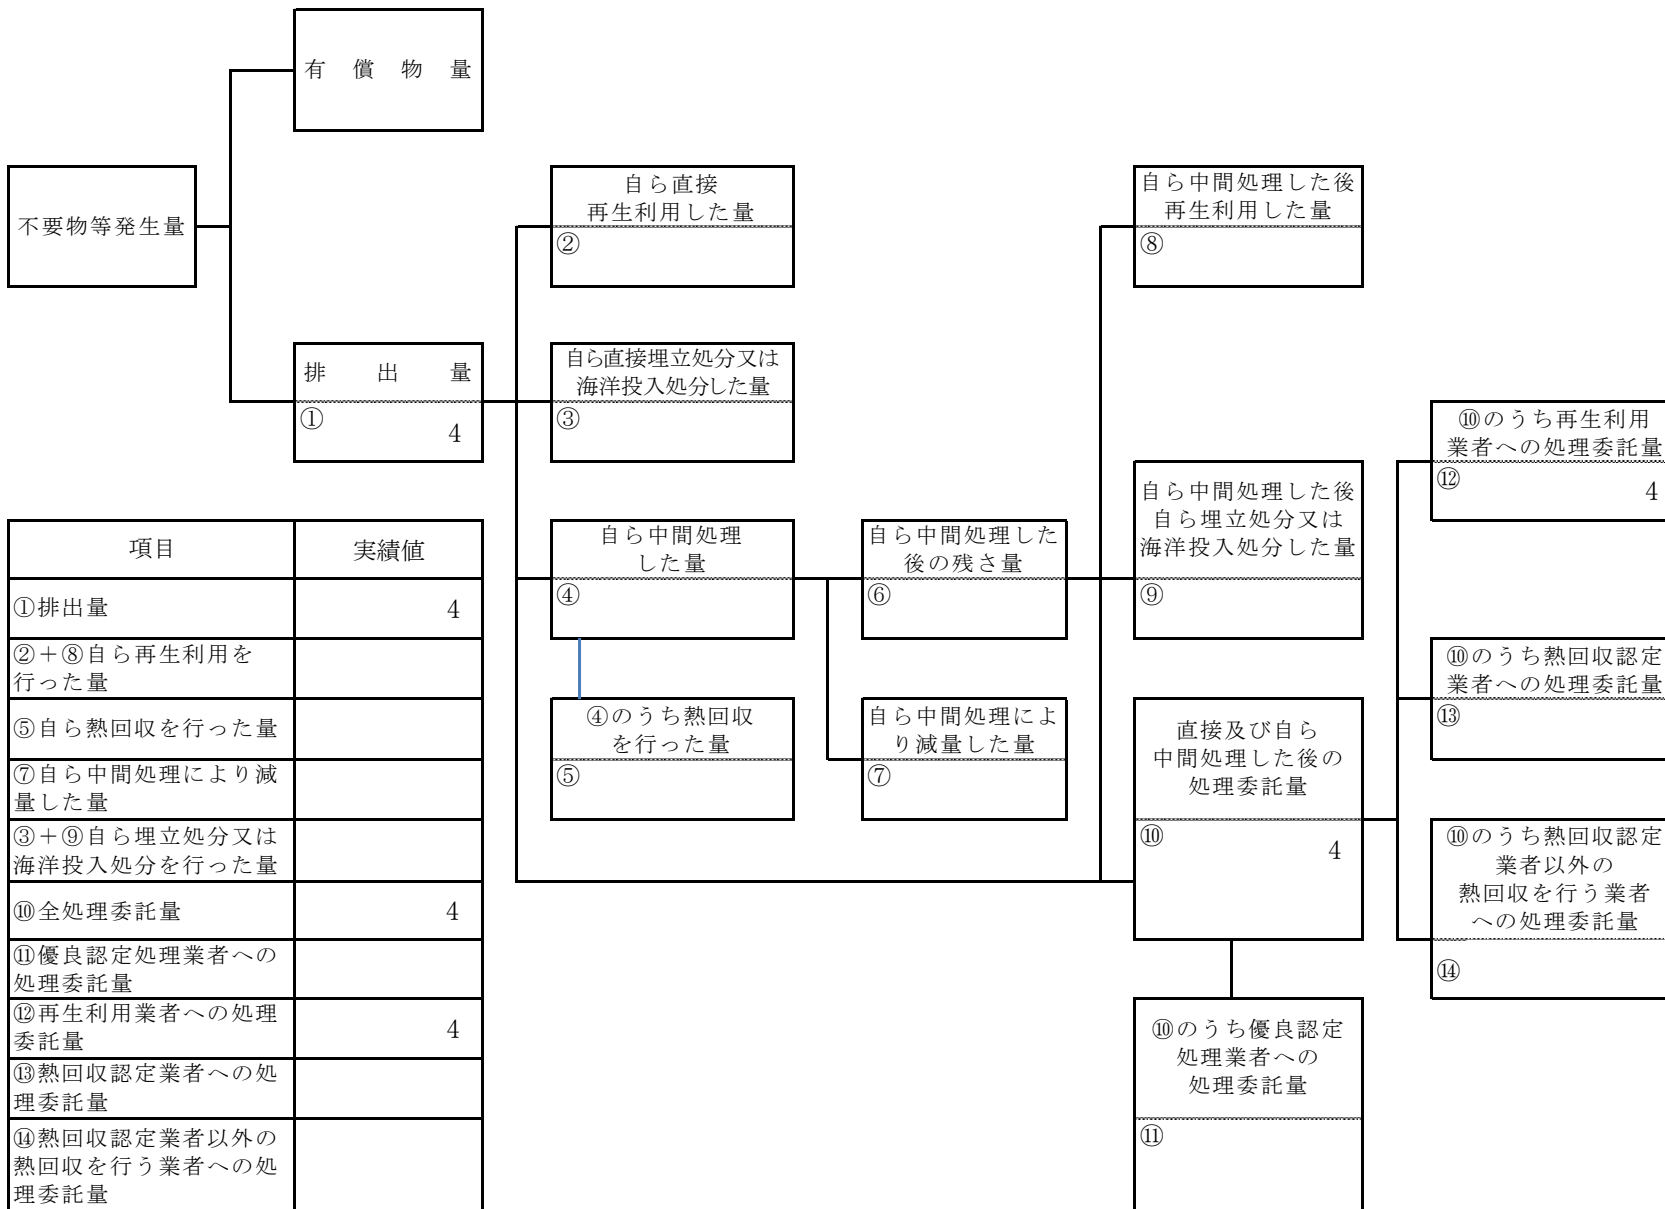 有償物量
不要物等発生量
排出量
①
4
自ら直接
再生利用した量
②
自ら直接埋立処分又は
海洋投入処分した量
③
自ら中間処理
した量
④
④のうち熱回収
を行った量
⑤
自ら中間処理した
後の残さ量
⑥
自ら中間処理によ
り減量した量
⑦
自ら中間処理した後
再生利用した量
⑧
自ら中間処理した後
自ら埋立処分又は
海洋投入処分した量
⑨
直接及び自ら
中間処理した後の
処理委託量
⑩
4
⑩のうち優良認定
処理業者への
処理委託量
⑪
⑩のうち再生利用
業者への処理委託量
⑫
4
⑩のうち熱回収認定
業者への処理委託量
⑬
⑩のうち熱回収認定
業者以外の
熱回収を行う業者
への処理委託量
⑭
項目 実績値
①排出量 4
②+⑧自ら再生利用を
行った量
⑤自ら熱回収を行った量
⑦自ら中間処理により減
量した量
③+⑨自ら埋立処分又は
海洋投入処分を行った量
⑩全処理委託量 4
⑪優良認定処理業者への
処理委託量
⑫再生利用業者への処理
委託量 4
⑬熱回収認定業者への処
理委託量
⑭熱回収認定業者以外の
熱回収を行う業者への処
理委託量